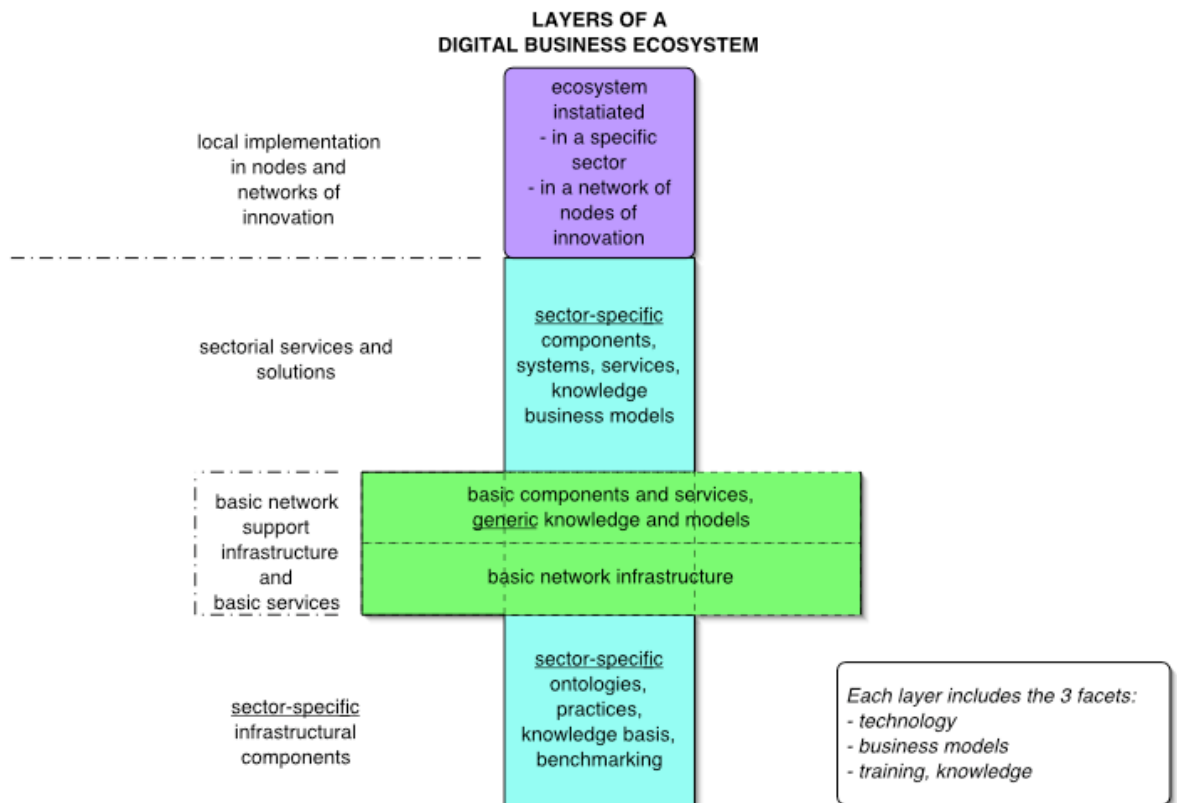 LAYERS OF A
DIGITAL BUSINESS ECOSYSTEM
local implementation
in nodes and
networks of
innovation
ecosystem
instatiated
- in a specific
sector
- in a network of
nodes of
innovation
sectorial services and
solutions
sector-specific
components,
systems, services,
knowledge
business models
basic network
support
infrastructure
and
basic services
basic components and services,
generic knowledge and models
basic network infrastructure
sector-specific
infrastructural
components
sector-specific
ontologies,
practices,
knowledge basis,
benchmarking
Each layer includes the 3 facets:
- technology
- business models
- training, knowledge